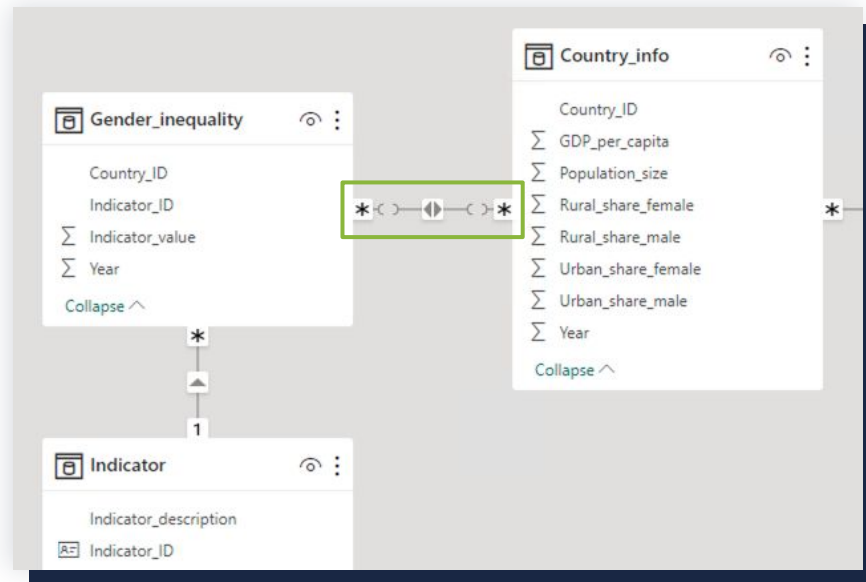 Country_info
Country_ID
GDP_per_capita
Population_size
Rural_share_female
Rural_share_male
Urban_share_female
Urban_share_male
Year
Collapse
Gender_inequality
Country_ID
Indicator_ID
Indicator_value
Year
Collapse
*
*
*
*
1
Indicator
Indicator_description
Indicator_ID